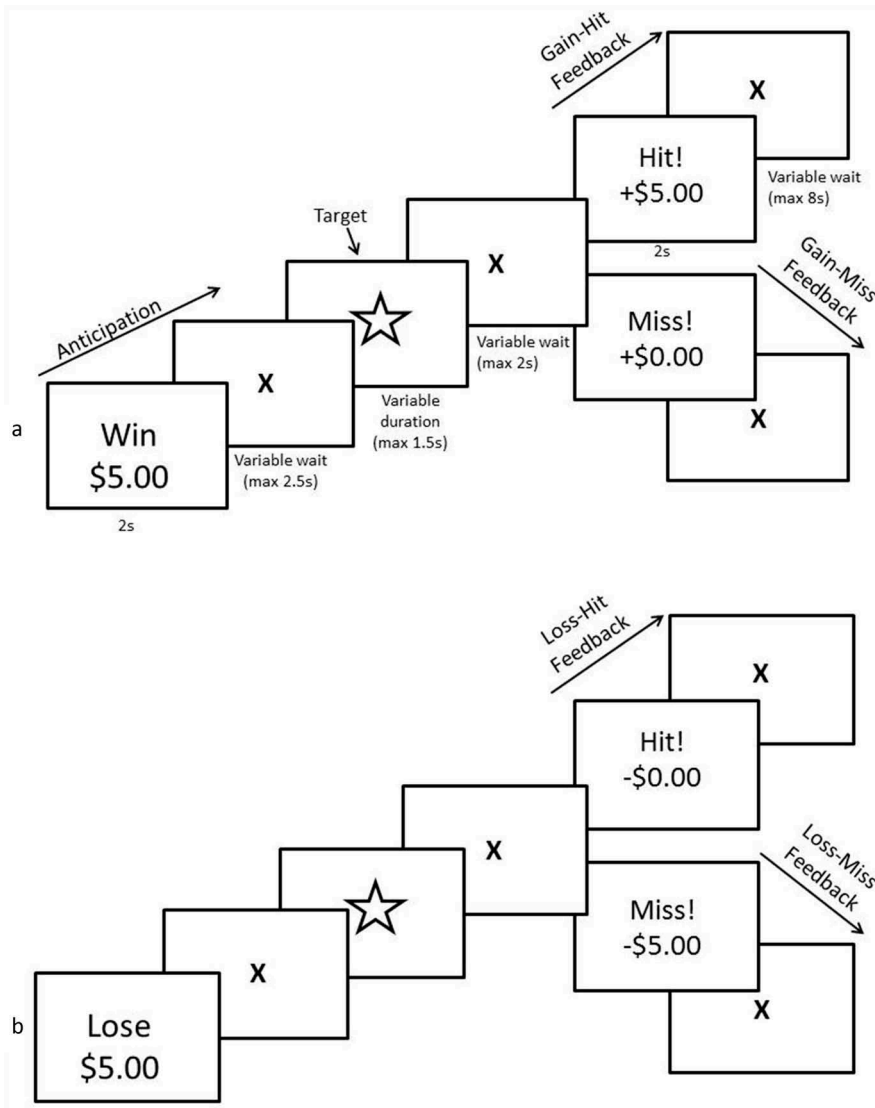 Gain-Hit
Feedback
X
Hit!
+$5.00
Variable wait
(max 8s)
2s
Target
X
Gain-Miss
Feedback
Anticipation
Variable wait
(max 2s)
Miss!
+$0.00
X
X
Variable
duration
(max 1.5s)
a
Win
$5.00
Variable wait
(max 2.5s)
2s
Loss-Hit
Feedback
X
Hit!
-$0.00
X
Loss-Miss
Feedback
Miss!
-$5.00
X
X
b
Lose
$5.00